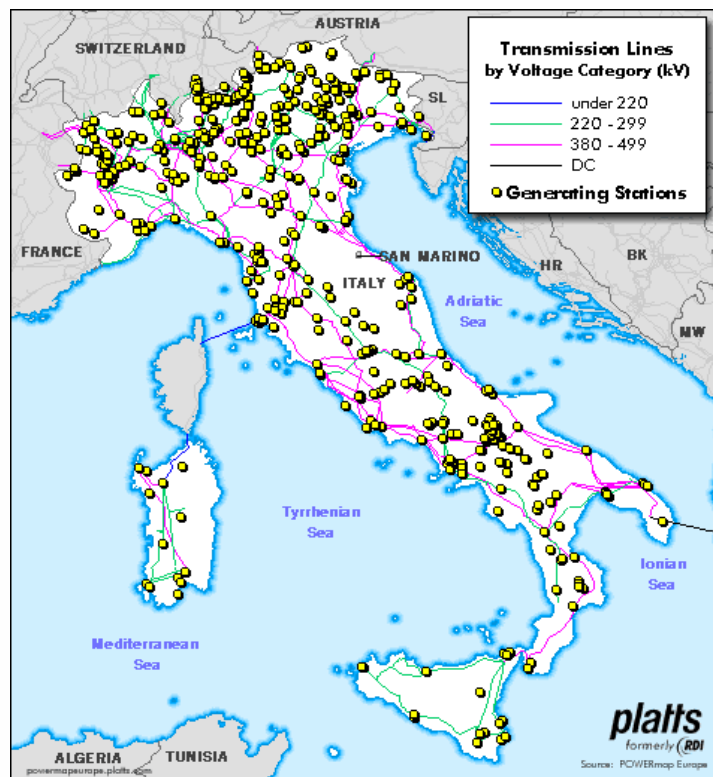 AUSTRIA
SWITZERLAND
Transmission Lines
by Voltage Category (kV)
under 220
220 - 299
380 - 499
DC
Generating Stations
SL
FRANCE
SAN MARINO
HR
BK
ITALY
Adriatic
Sea
MW
Tyrrhenian
Sea
Ionian
Sea
Mediterranean
Sea
platts
formerly RDI
Source: POWERmap Europe
ALGERIA
TUNISIA
powermapeurope.platts.com